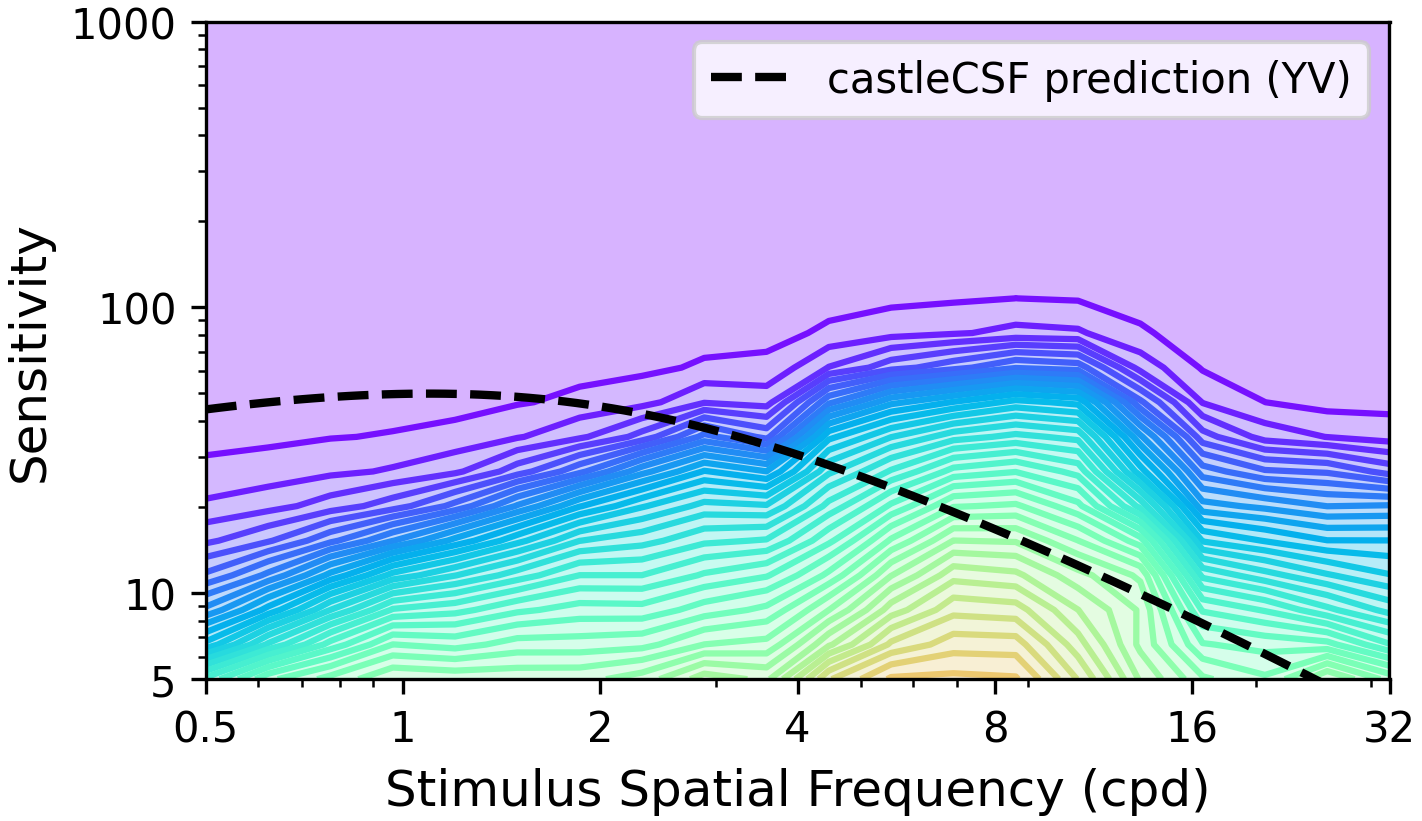 1000
100
10
5
Sensitivity
castleCSF prediction (YV)
0.5 1 2 4 8 16 32
Stimulus Spatial Frequency (cpd)